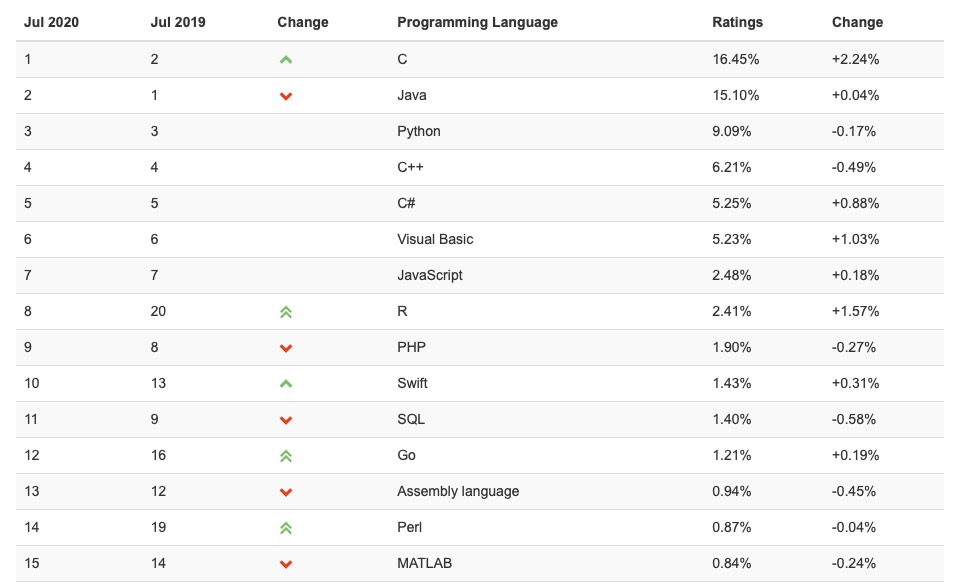 Jul 2020 Jul 2019 Change Programming Language Ratings Change
1 2 C 16.45% +2.24%
2 1 Java 15.10% +0.04%
3 3 Python 9.09% -0.17%
4 4 C++ 6.21% -0.49%
5 5 C# 5.25% +0.88%
6 6 Visual Basic 5.23% +1.03%
7 7 JavaScript 2.48% +0.18%
8 20 R 2.41% +1.57%
9 8 PHP 1.90% -0.27%
10 13 Swift 1.43% +0.31%
11 9 SQL 1.40% -0.58%
12 16 Go 1.21% +0.19%
13 12 Assembly language 0.94% -0.45%
14 19 Perl 0.87% -0.04%
15 14 MATLAB 0.84% -0.24%